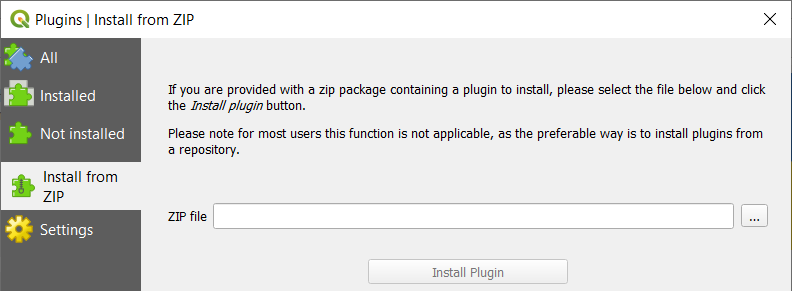 Plugins | Install from ZIP
All
Installed
Not installed
Install from
ZIP
Settings
If you are provided with a zip package containing a plugin to install, please select the file below and click
the Install plugin button.
Please note for most users this function is not applicable, as the preferable way is to install plugins from
a repository.
ZIP file
...
Install Plugin